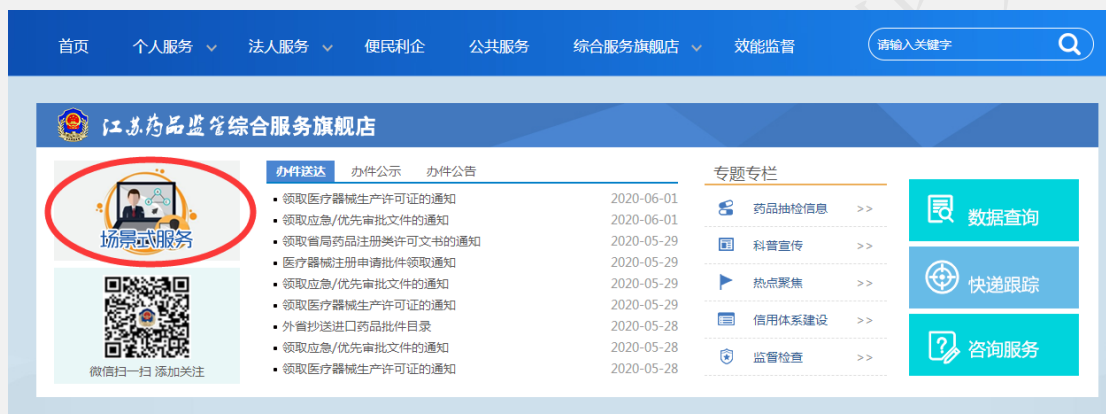 首页 个人服务 法人服务 便民利企 公共服务 综合服务旗舰店 效能监督 请输入关键字
江苏药品监管综合服务旗舰店
场景式服务
微信扫一扫 添加关注
办件送达 办件公示 办件公告
领取医疗器械生产许可证的通知 2020-06-01
领取应急/优先审批文件的通知 2020-06-01
领取省局药品注册类许可文书的通知 2020-05-29
医疗器械注册申请批件领取通知 2020-05-29
领取应急/优先审批文件的通知 2020-05-29
领取医疗器械生产许可证的通知 2020-05-29
外省抄送进口药品批件目录 2020-05-28
领取应急/优先审批文件的通知 2020-05-28
领取医疗器械生产许可证的通知 2020-05-28
专题专栏
药品抽检信息 >>
科普宣传 >>
热点聚焦 >>
信用体系建设 >>
监督检查 >>
数据查询
快递跟踪
咨询服务